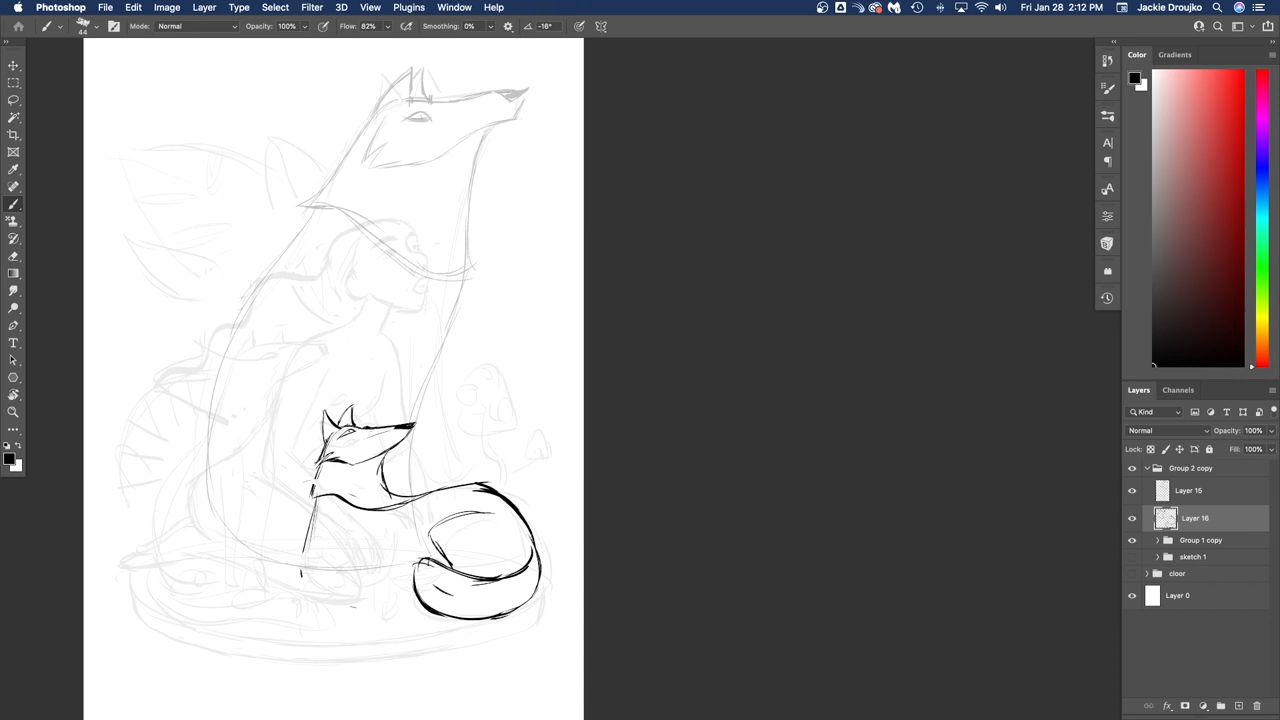 Photoshop File Edit Image Layer Type Select Filter 3D View Plugins Window Help Fri Jan 28 2:12 PM Jackie Droujko
44 Mode: Normal Opacity: 100% Flow: 82% Smoothing: 0% -16°
Color Gradients
Layers Channels
Kind
Normal Opacity: 100%
Lock: Fill: 100%
Group 2 copy
Layer 15
Layer 16
Group 1 copy
sketch 1
cloor
Layer 0